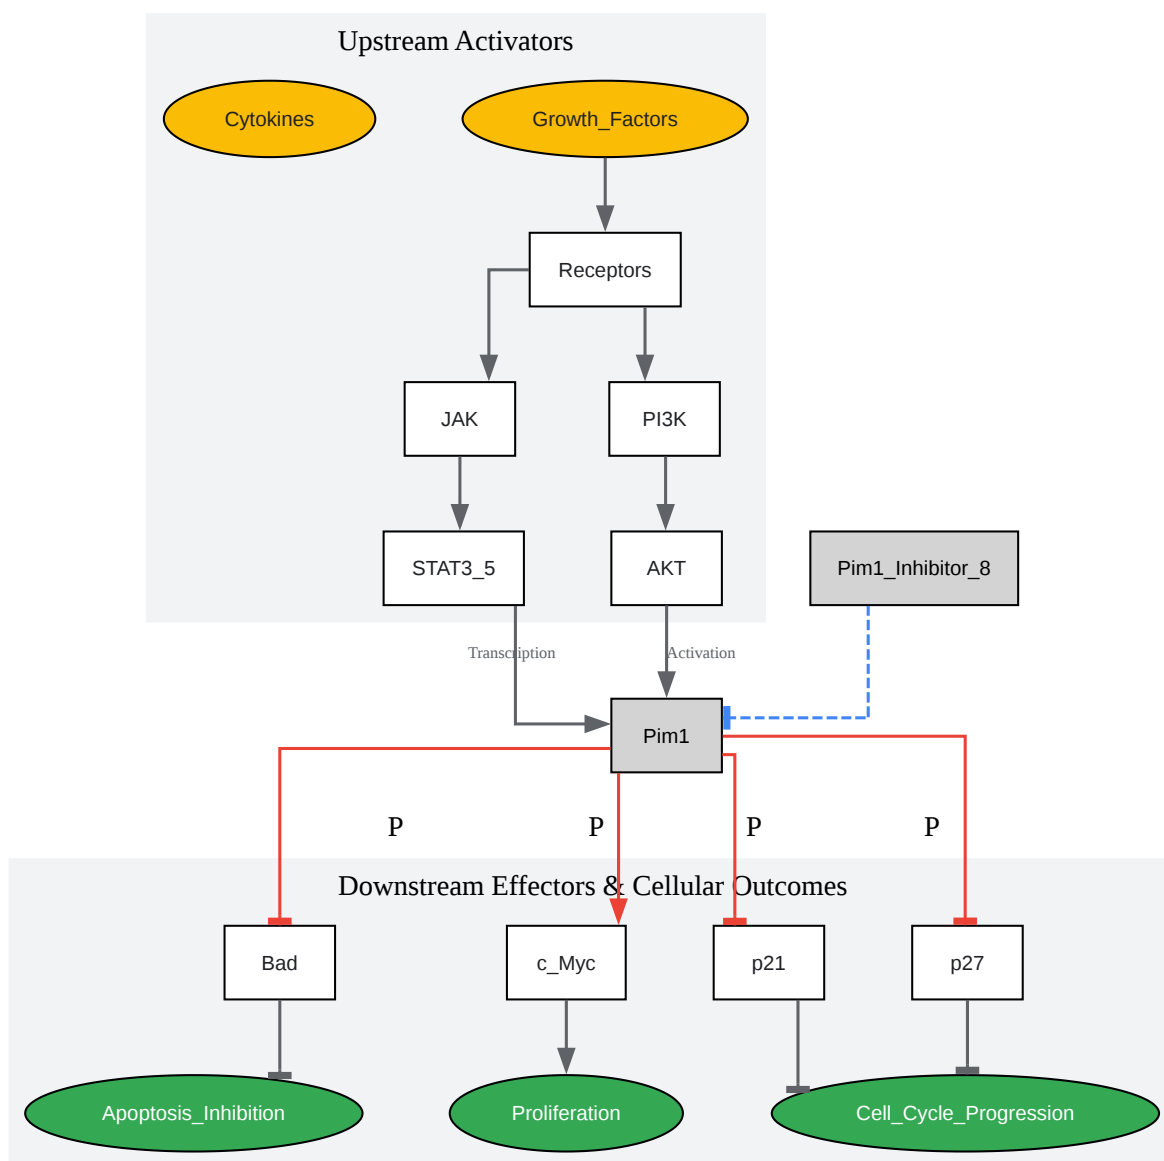 Upstream Activators
Cytokines
Growth_Factors
Receptors
JAK
PI3K
STAT3_5
AKT
Pim1_Inhibitor_8
Transcription
Activation
Pim1
P
P
P
P
Downstream Effectors & Cellular Outcomes
Bad
c_Myc
p21
p27
Apoptosis_Inhibition
Proliferation
Cell_Cycle_Progression